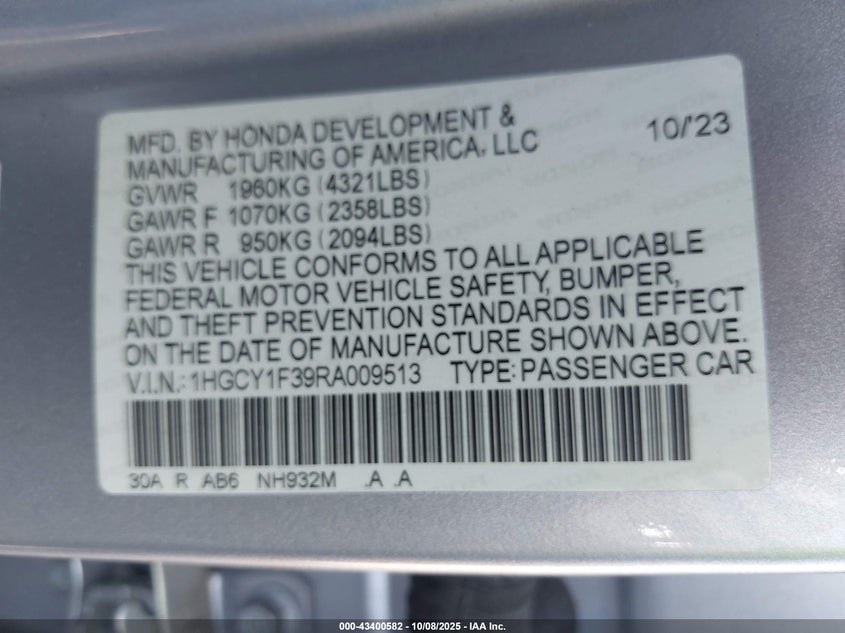 MFD. BY HONDA DEVELOPMENT &
MANUFACTURING OF AMERICA, LLC 10/'23
GVWR 1960KG (4321LBS)
GAWR F 1070KG (2358LBS)
GAWR R 950KG (2094LBS)
THIS VEHICLE CONFORMS TO ALL APPLICABLE
FEDERAL MOTOR VEHICLE SAFETY, BUMPER,
AND THEFT PREVENTION STANDARDS IN EFFECT
ON THE DATE OF MANUFACTURE SHOWN ABOVE.
V.I.N.: 1HGCY1F39RA009513 TYPE: PASSENGER CAR
30A R AB6 NH932M .A .A
000-43400582 - 10/08/2025 - IAA Inc.